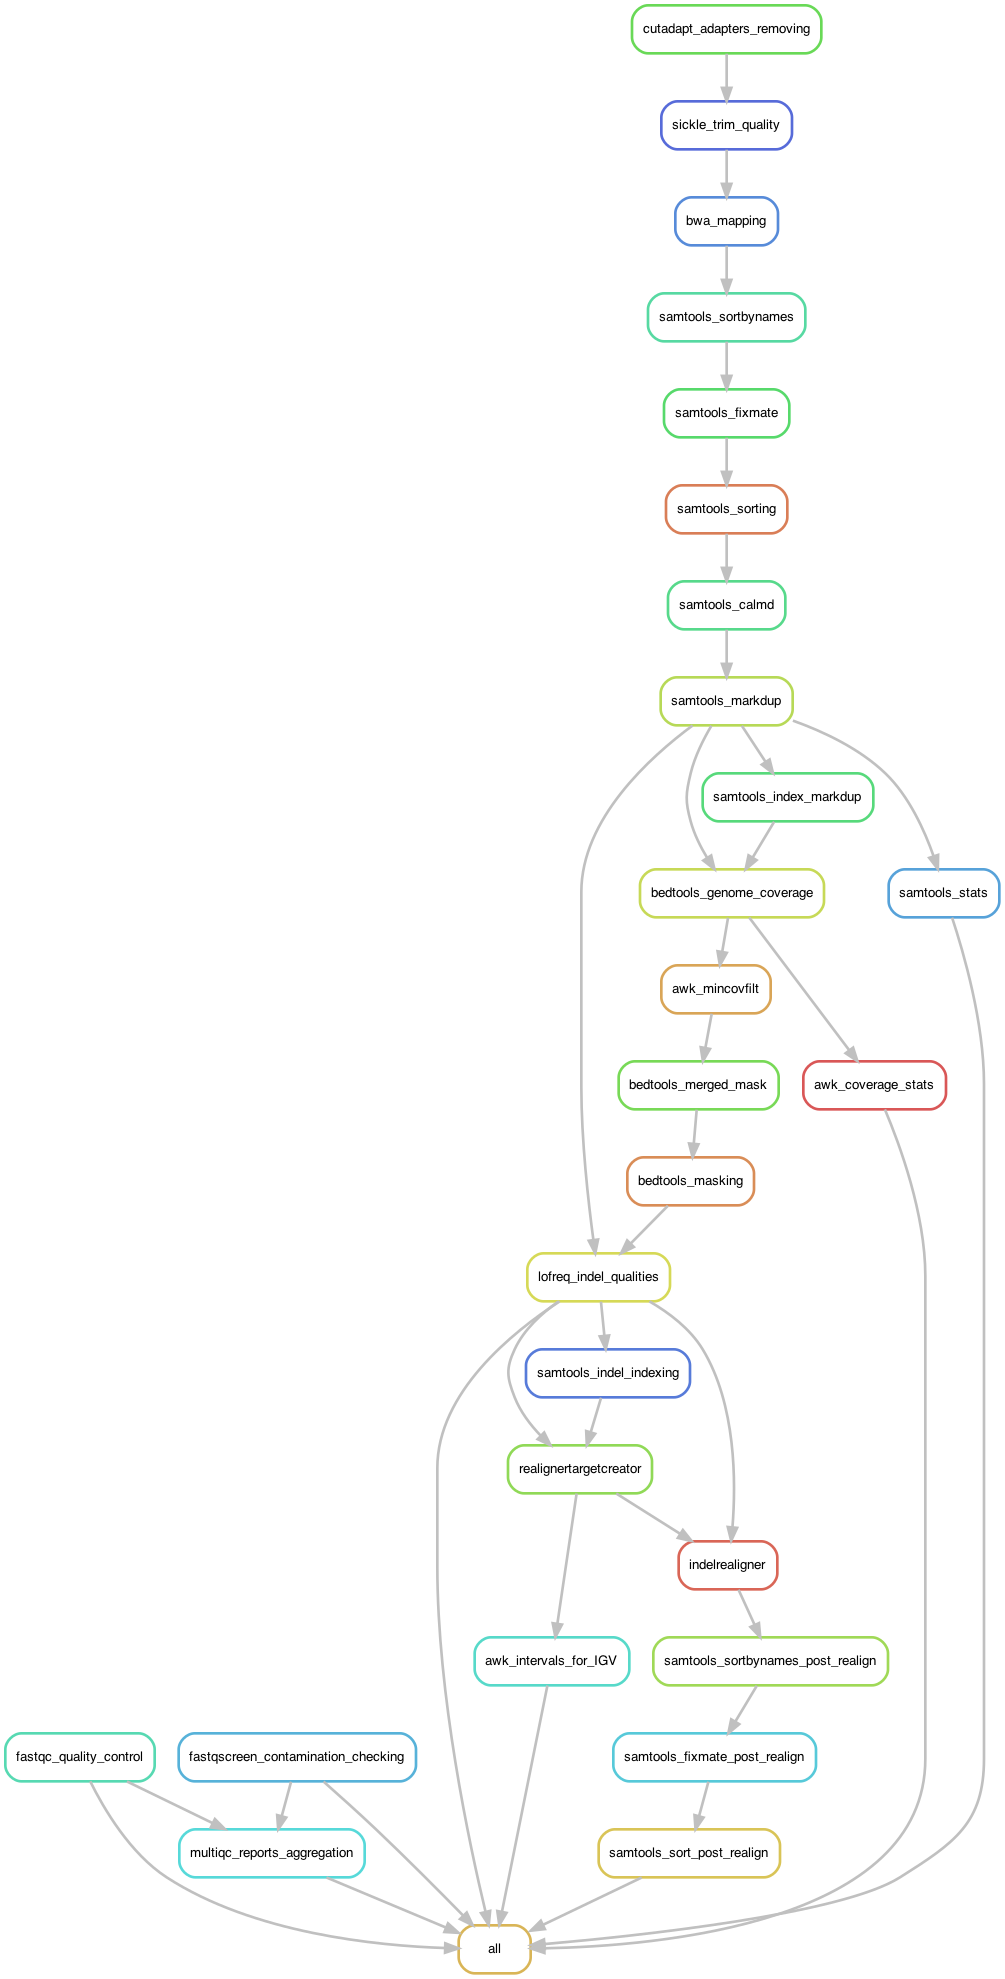 cutadapt_adapters_removing
sickle_trim_quality
bwa_mapping
samtools_sortbynames
samtools_fixmate
samtools_sorting
samtools_calmd
samtools_markdup
samtools_index_markdup
bedtools_genome_coverage
samtools_stats
awk_mincovfilt
bedtools_merged_mask
awk_coverage_stats
bedtools_masking
lofreq_indel_qualities
samtools_indel_indexing
realignertargetcreator
indelrealigner
awk_intervals_for_IGV
samtools_sortbynames_post_realign
fastqc_quality_control
fastqscreen_contamination_checking
samtools_fixmate_post_realign
multiqc_reports_aggregation
samtools_sort_post_realign
all